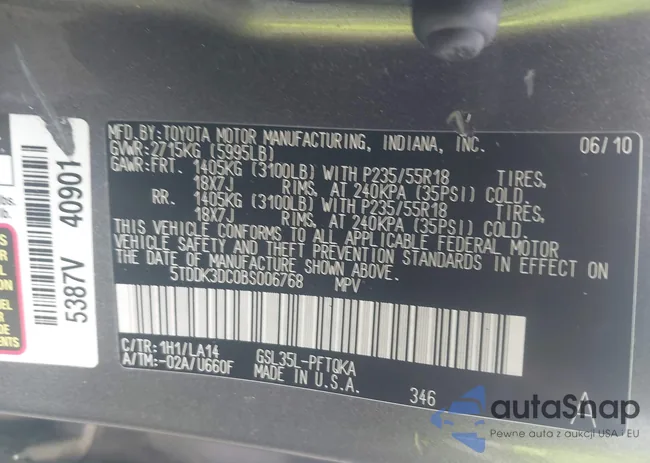 MFD.BY:TOYOTA MOTOR MANUFACTURING, INDIANA, INC. 06/10
GVWR:2715KG (5995LB)
GAWR:FRT. 1405KG (3100LB) WITH P235/55R18 TIRES,
18X7J RIMS, AT 240KPA (35PSI) COLD.
RR. 1405KG (3100LB) WITH P235/55R18 TIRES,
18X7J RIMS, AT 240KPA (35PSI) COLD.
THIS VEHICLE CONFORMS TO ALL APPLICABLE FEDERAL MOTOR
VEHICLE SAFETY AND THEFT PREVENTION STANDARDS IN EFFECT ON
THE DATE OF MANUFACTURE SHOWN ABOVE.
5TDDK3DC0BS006768 MPV
C/TR:1H1/LA14 GSL35L-PFTQKA
A/TM:-02A/U660F MADE IN U.S.A.
346
A
5387V 40901
lbs.
lb.
autaSnap
Pewne auta z aukcji USA i EU